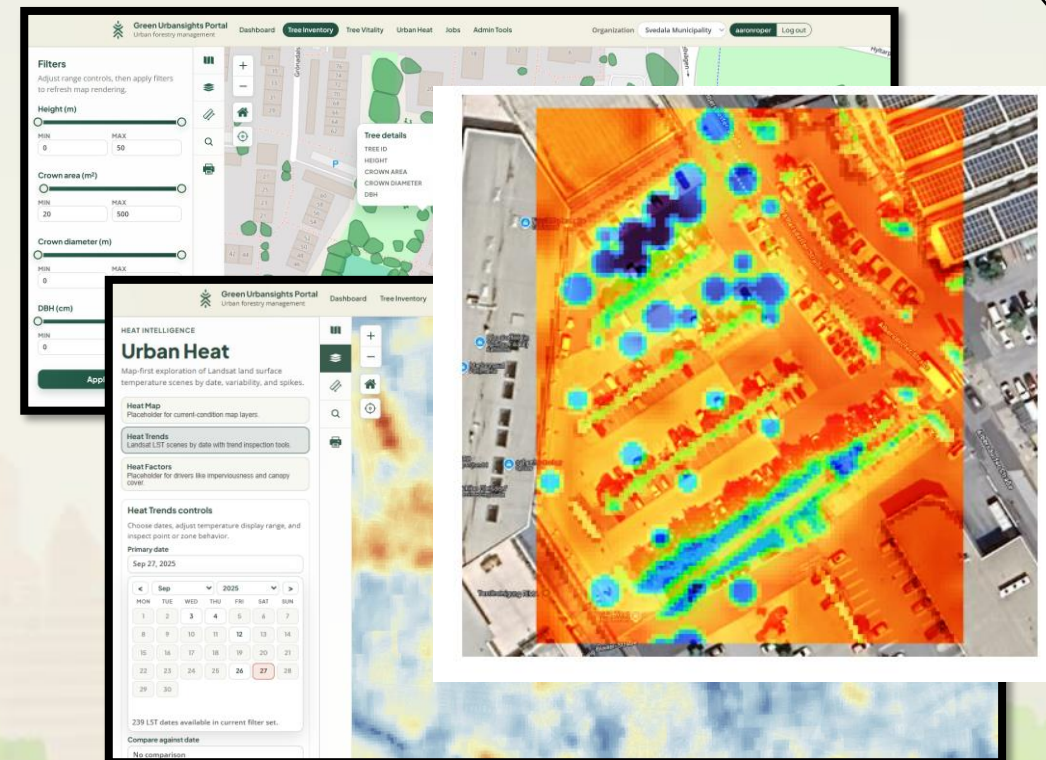 Green Urbansights Portal
Urban forestry management
Dashboard Tree Inventory Tree Vitality Urban Heat Jobs Admin Tools
Organization Svedala Municipality aaronroper Log out
Filters
Adjust range controls, then apply filters
to refresh map rendering.
Height (m)
MIN MAX
0 50
Crown area (m²)
MIN MAX
20 500
Crown diameter (m)
MIN MAX
0
DBH (cm)
MIN
0
+
−
P
Tree details
TREE ID
HEIGHT
CROWN AREA
CROWN DIAMETER
DBH
Green Urbansights Portal
Urban forestry management
Dashboard Tree Inventory
HEAT INTELLIGENCE
Urban Heat
Map-first exploration of Landsat land surface
temperature scenes by date, variability, and spikes.
Heat Map
Placeholder for current-condition map layers.
Heat Trends
Landsat LST scenes by date with trend inspection tools.
Heat Factors
Placeholder for drivers like imperviousness and canopy
cover.
Heat Trends controls
Choose dates, adjust temperature display range, and
inspect point or zone behavior.
Primary date
Sep 27, 2025
< Sep 2025 >
MON TUE WED THU FRI SAT SUN
1 2 3 4 5 6 7
8 9 10 11 12 13 14
15 16 17 18 19 20 21
22 23 24 25 26 27 28
29 30
239 LST dates available in current filter set.
Compare against date
No comparison
+
−